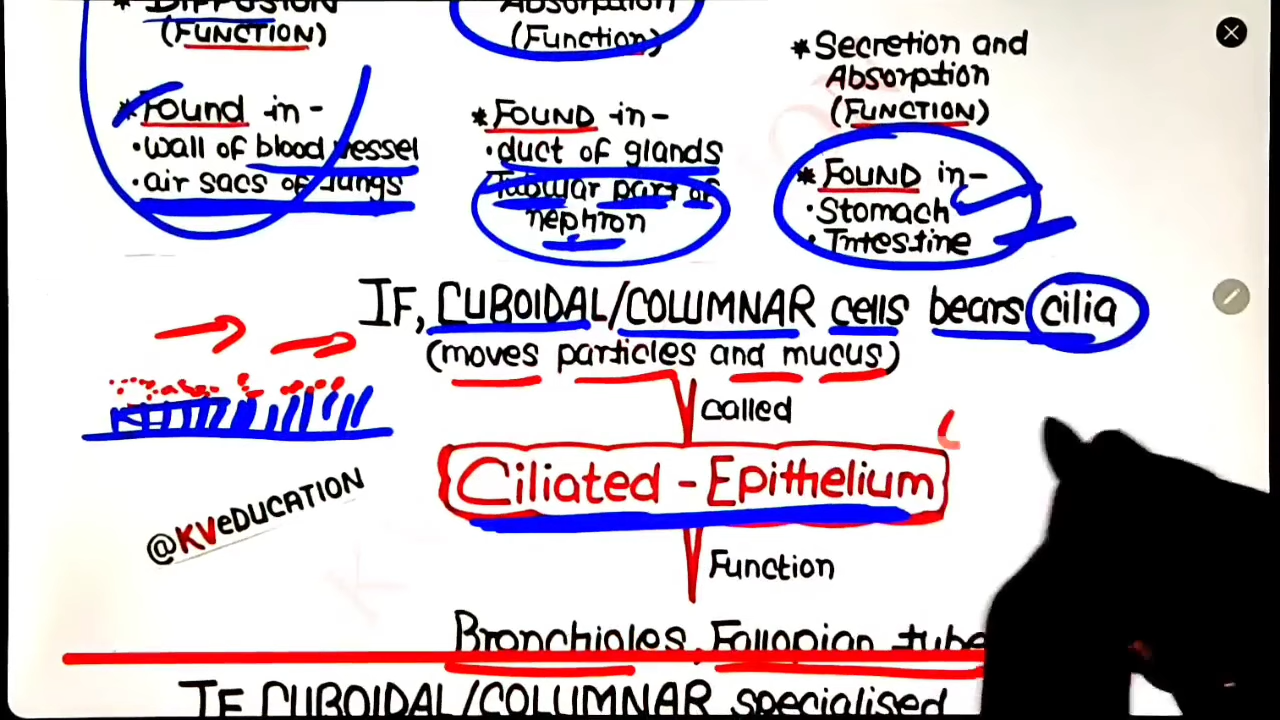 * DIFFUSION
(FUNCTION)
* Found in-
• wall of blood vessel
• air sacs of lungs
Absorption
(Function)
* FOUND in-
• duct of glands
Tubular part of
nephron
* Secretion and
Absorption
(FUNCTION)
* FOUND in-
• Stomach
• Intestine
IF, CUBOIDAL/COLUMNAR cells bears cilia
(moves particles and mucus)
called
Ciliated - Epithelium
@KVeDUCATION
Function
Bronchioles, Fallopian tube
IF CUBOIDAL/COLUMNAR specialised